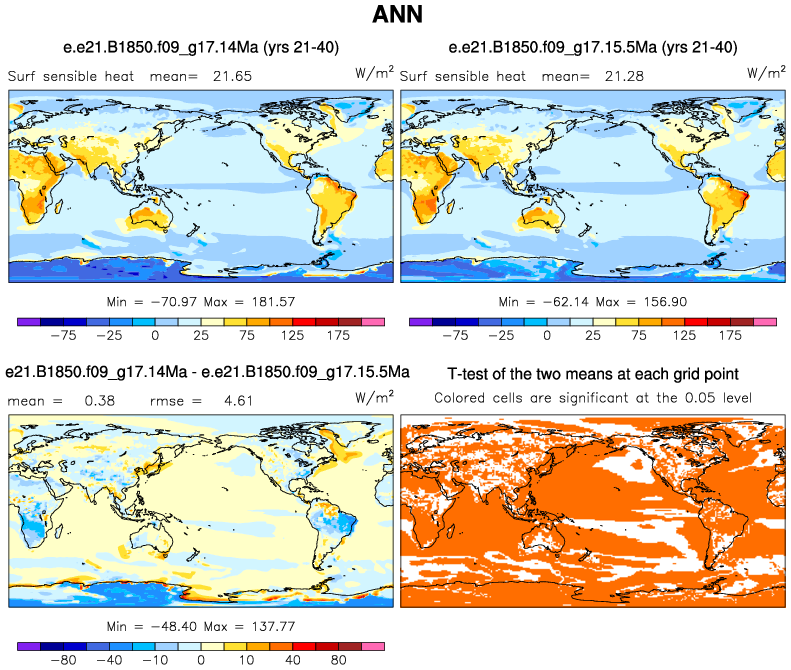 ANN
e.e21.B1850.f09_g17.14Ma (yrs 21-40)
Surf sensible heat mean= 21.65 W/m²
Min = -70.97 Max = 181.57
-75 -25 0 25 75 125 175
e.e21.B1850.f09_g17.15.5Ma (yrs 21-40)
Surf sensible heat mean= 21.28 W/m²
Min = -62.14 Max = 156.90
-75 -25 0 25 75 125 175
e21.B1850.f09_g17.14Ma - e.e21.B1850.f09_g17.15.5Ma
mean = 0.38 rmse = 4.61 W/m²
Min = -48.40 Max = 137.77
-80 -40 -10 0 10 40 80
T-test of the two means at each grid point
Colored cells are significant at the 0.05 level